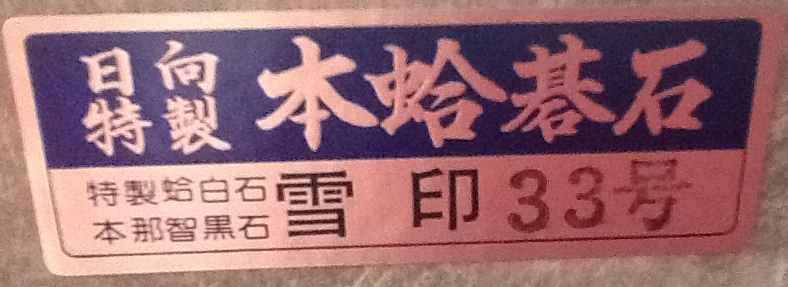 日向特製 本蛤碁石
特製蛤白石
本那智黒石
雪印 33号